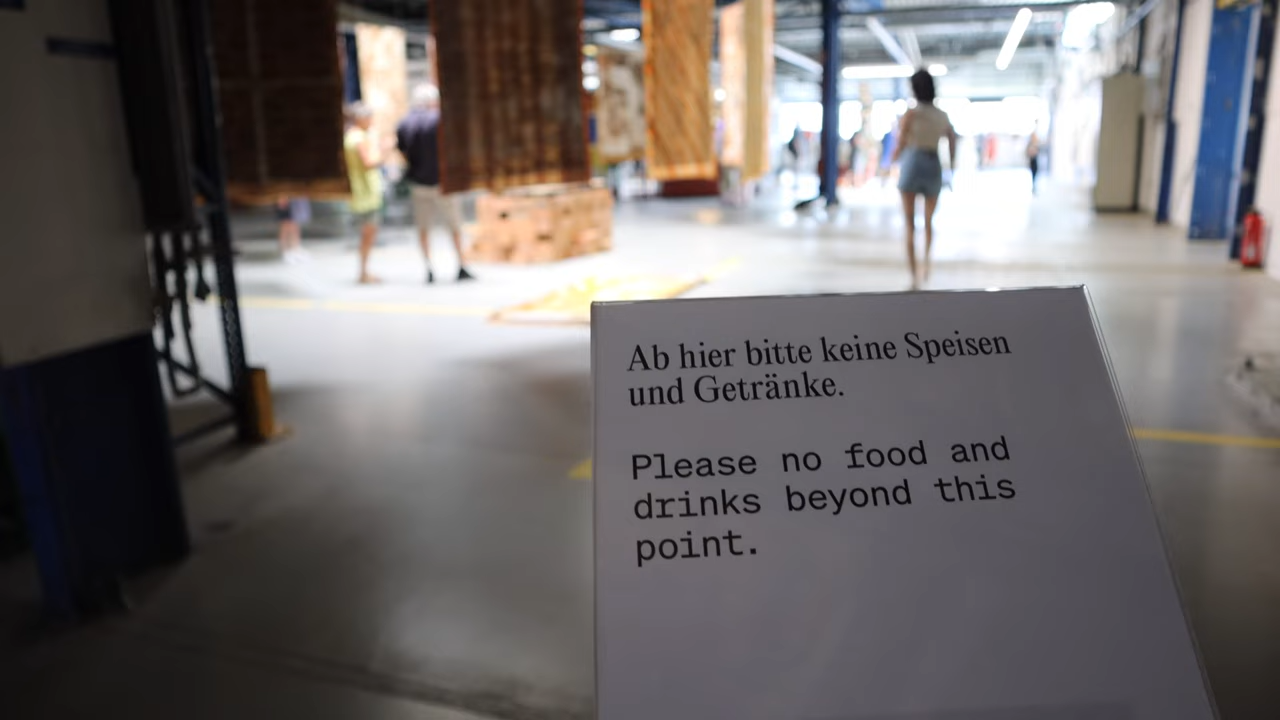 Ab hier bitte keine Speisen
und Getränke.
Please no food and
drinks beyond this
point.